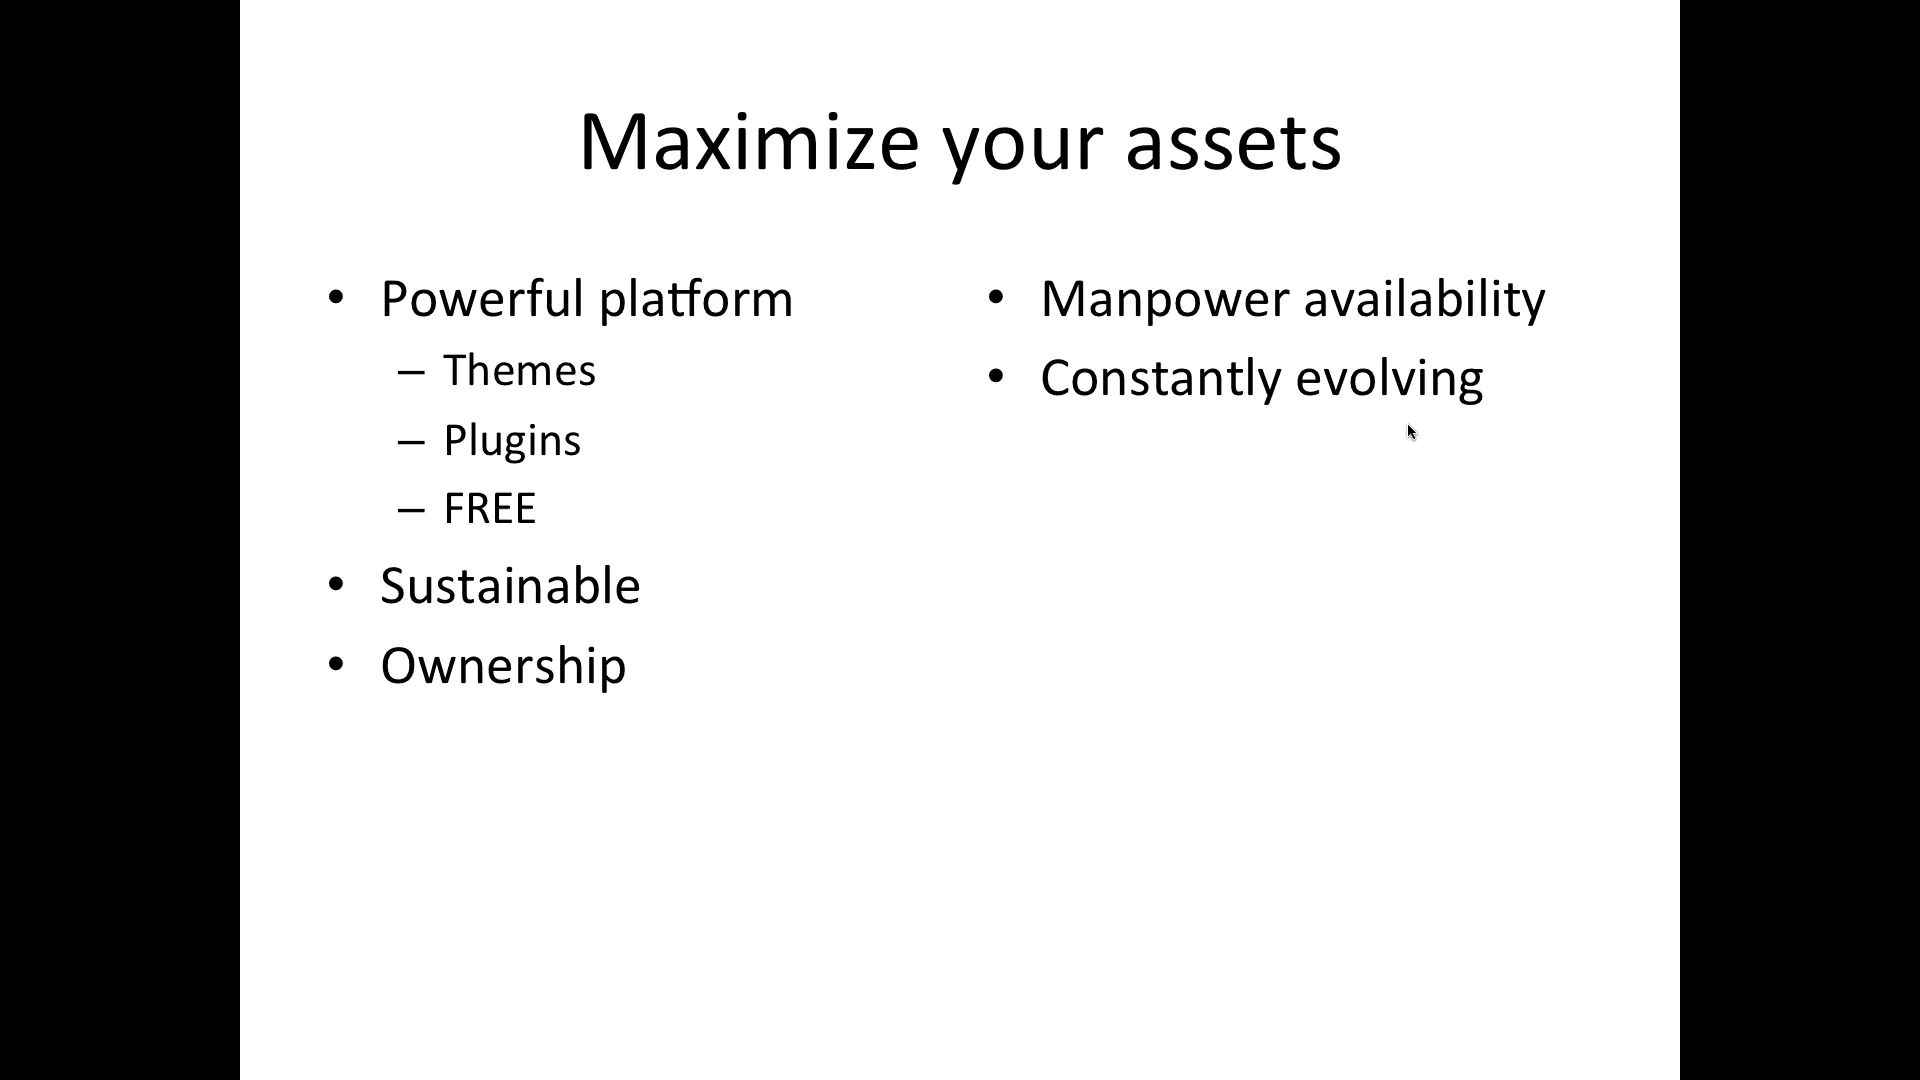 Maximize your assets
• Powerful platform
– Themes
– Plugins
– FREE
• Sustainable
• Ownership
• Manpower availability
• Constantly evolving